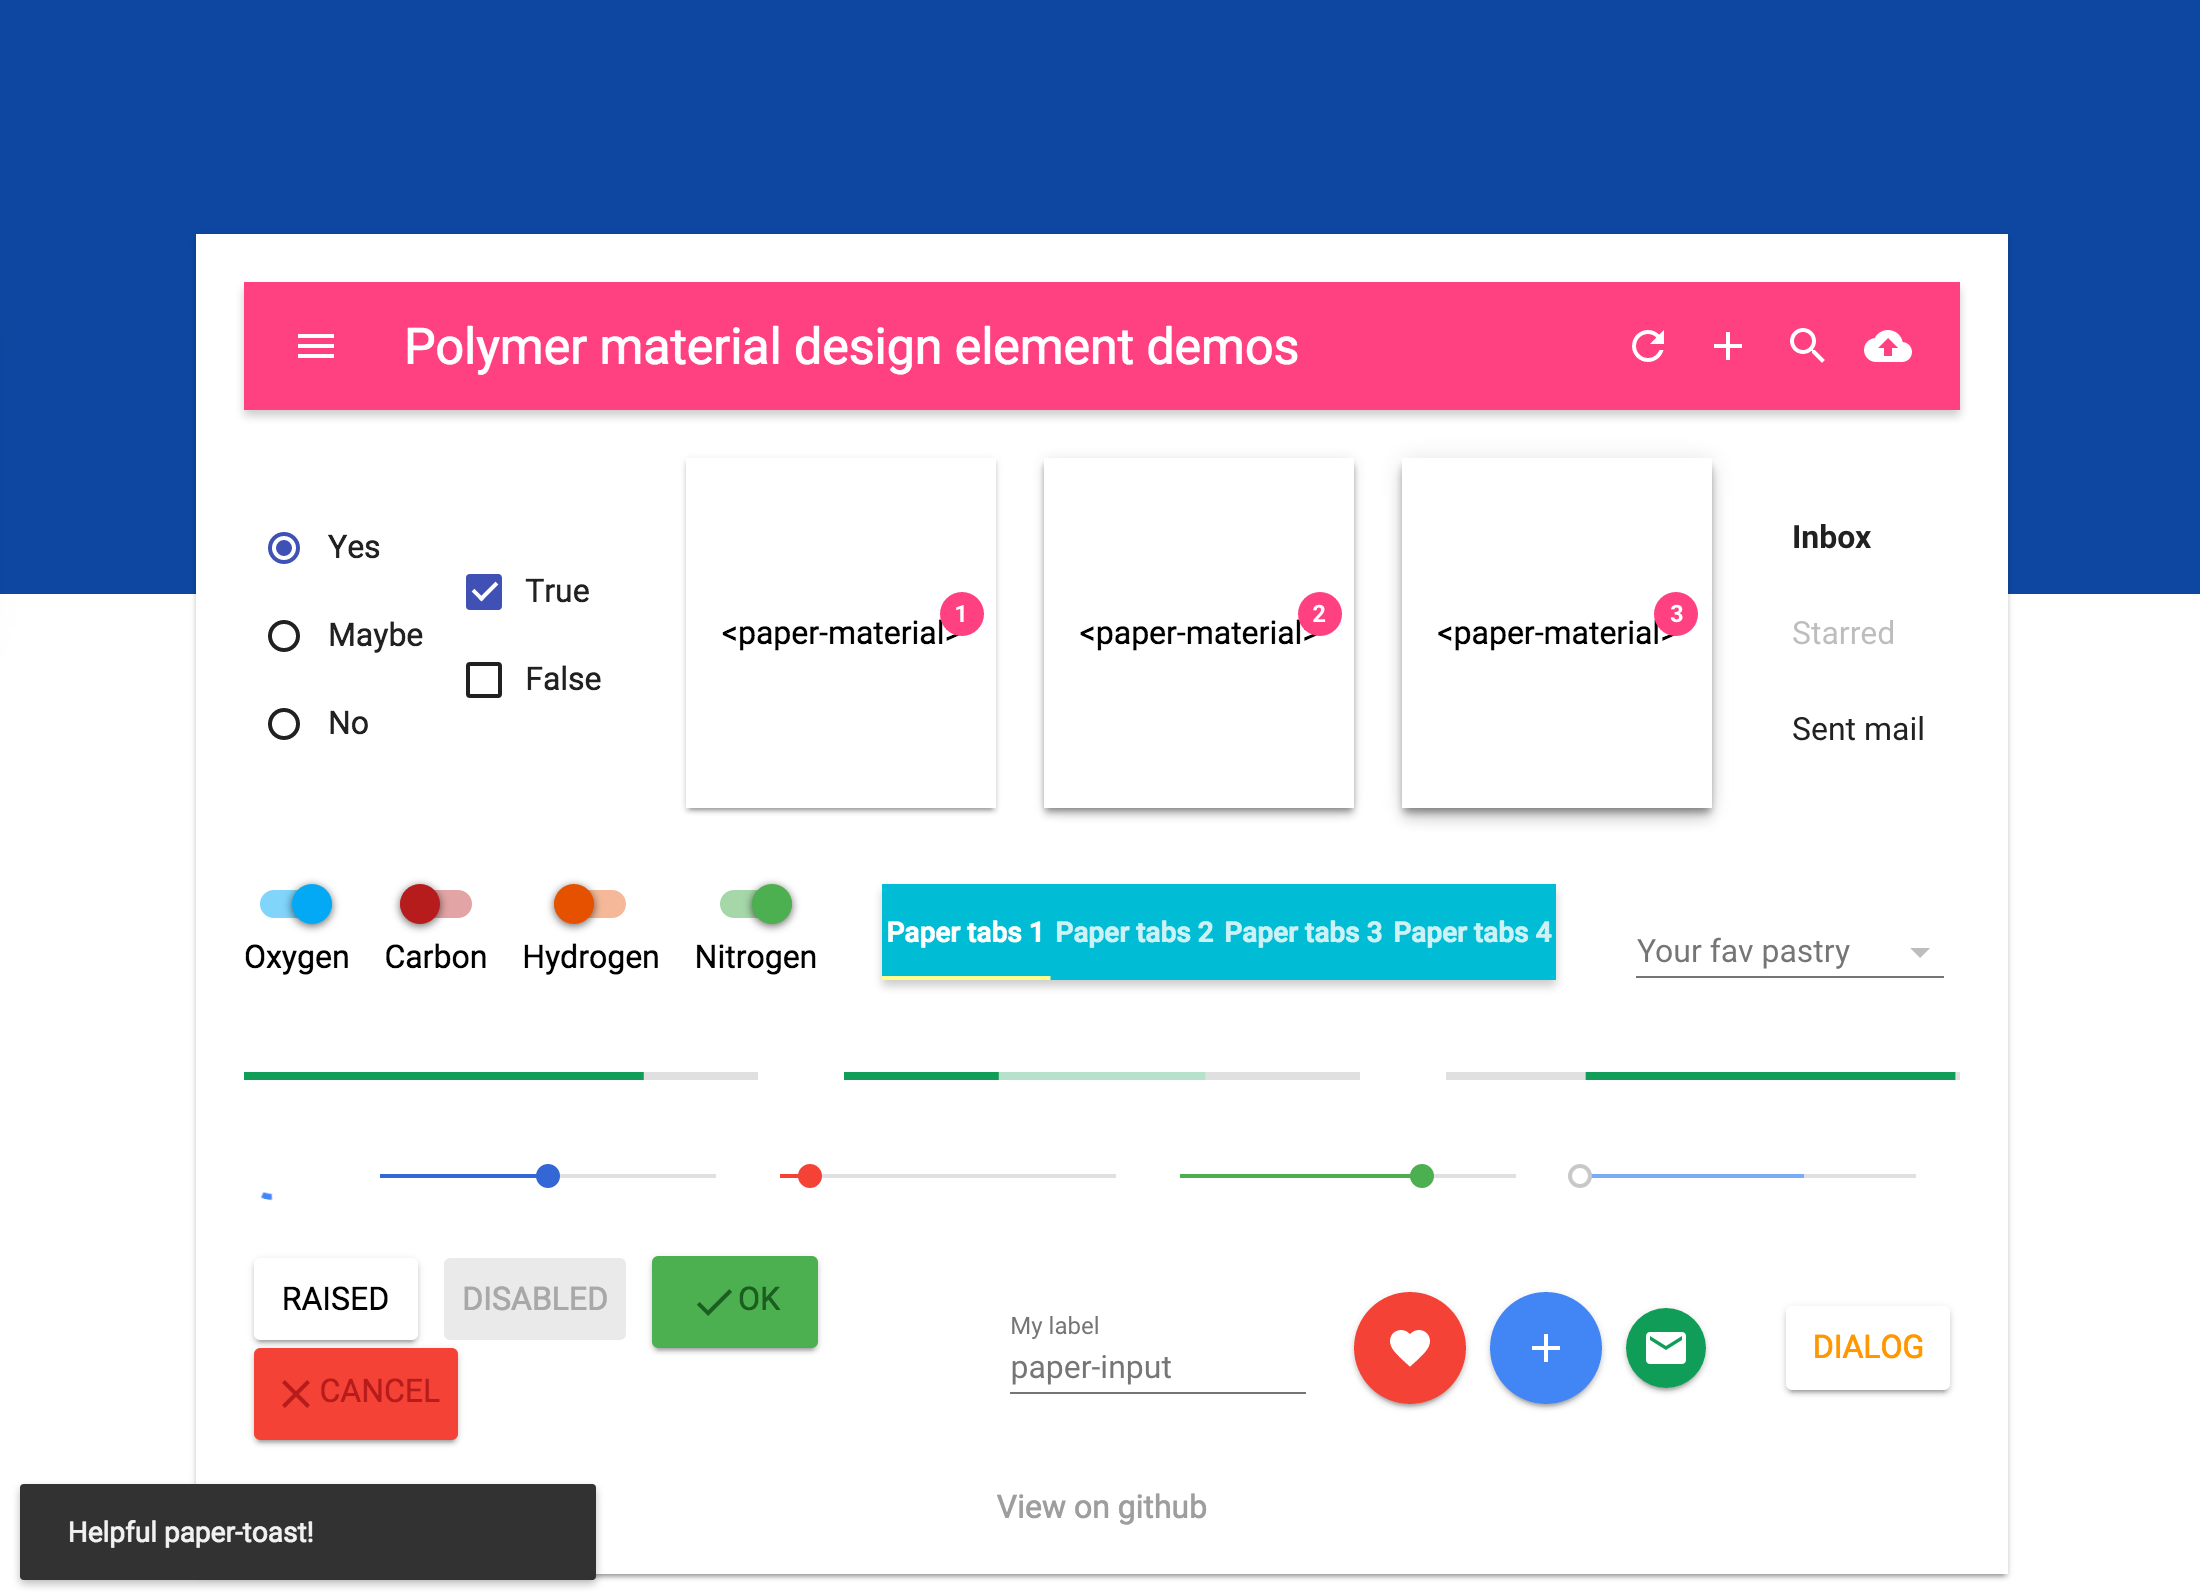 Polymer material design element demos
Yes
Maybe
No
True
False
<paper-material>
1
<paper-material>
2
<paper-material>
3
Inbox
Starred
Sent mail
Oxygen
Carbon
Hydrogen
Nitrogen
Paper tabs 1
Paper tabs 2
Paper tabs 3
Paper tabs 4
Your fav pastry
RAISED
DISABLED
OK
CANCEL
My label
paper-input
DIALOG
View on github
Helpful paper-toast!